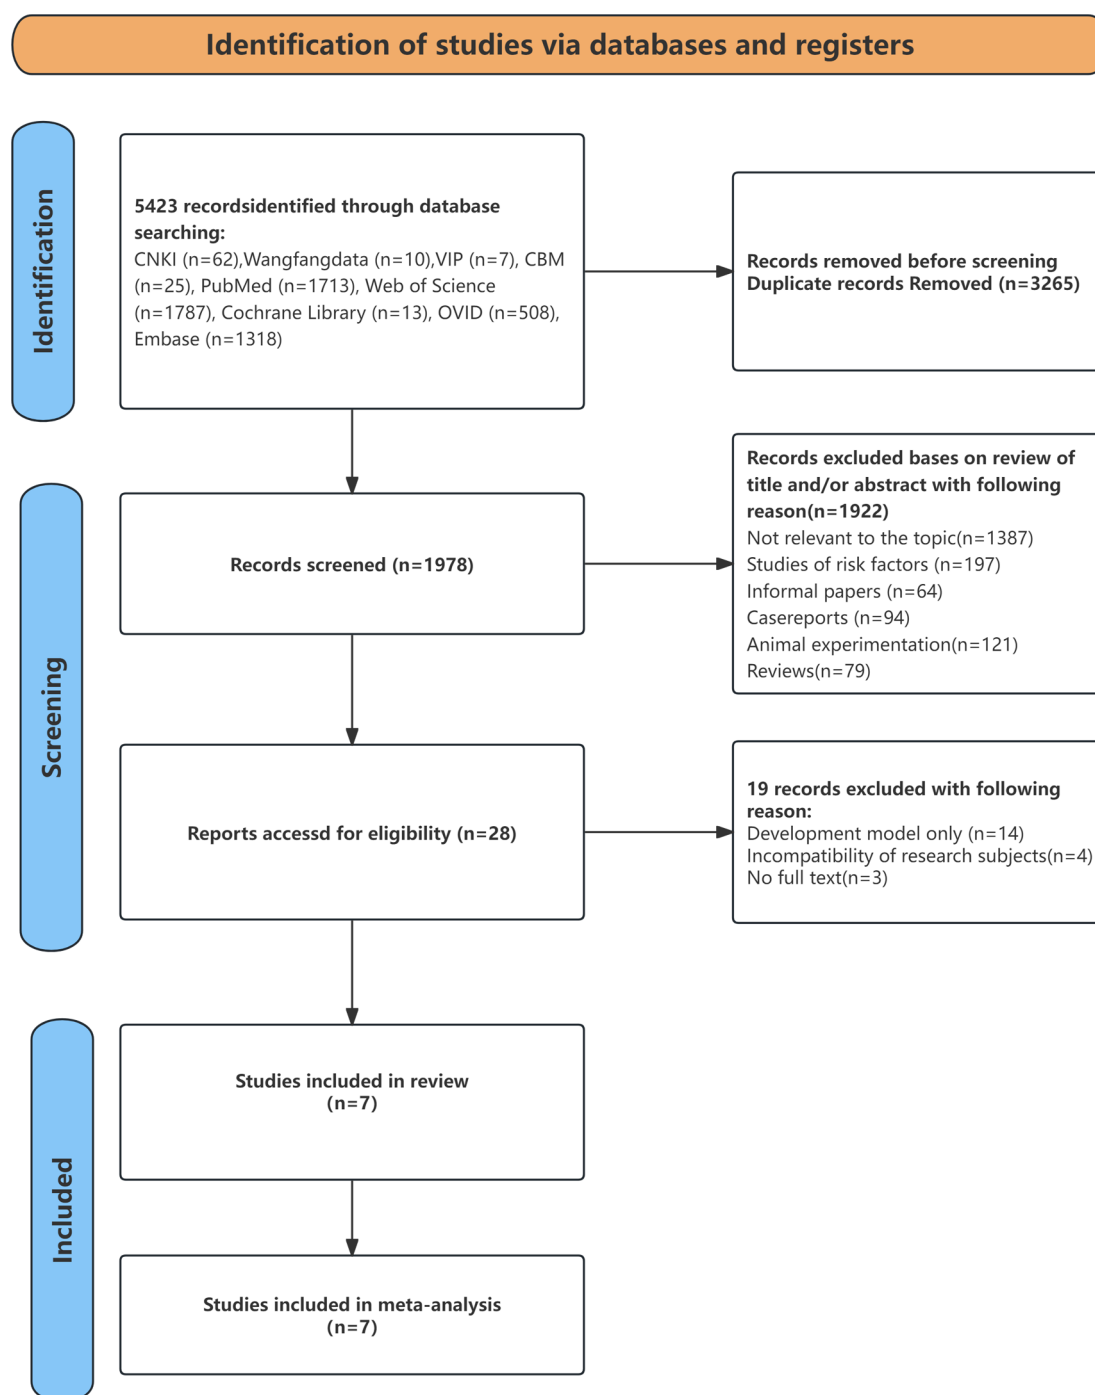 Identification of studies via databases and registers
Identification
5423 recordsidentified through database
searching:
CNKI (n=62),Wangfangdata (n=10),VIP (n=7), CBM
(n=25), PubMed (n=1713), Web of Science
(n=1787), Cochrane Library (n=13), OVID (n=508),
Embase (n=1318)
Records removed before screening
Duplicate records Removed (n=3265)
Screening
Records screened (n=1978)
Records excluded bases on review of
title and/or abstract with following
reason(n=1922)
Not relevant to the topic(n=1387)
Studies of risk factors (n=197)
Informal papers (n=64)
Casereports (n=94)
Animal experimentation(n=121)
Reviews(n=79)
Reports accessd for eligibility (n=28)
19 records excluded with following
reason:
Development model only (n=14)
Incompatibility of research subjects(n=4)
No full text(n=3)
Included
Studies included in review
(n=7)
Studies included in meta-analysis
(n=7)